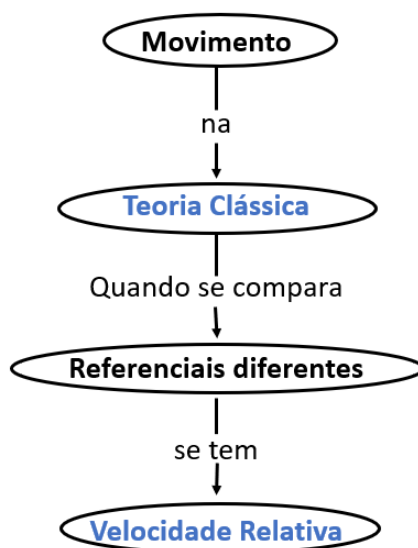 Movimento
na
Teoria Clássica
Quando se compara
Referenciais diferentes
se tem
Velocidade Relativa